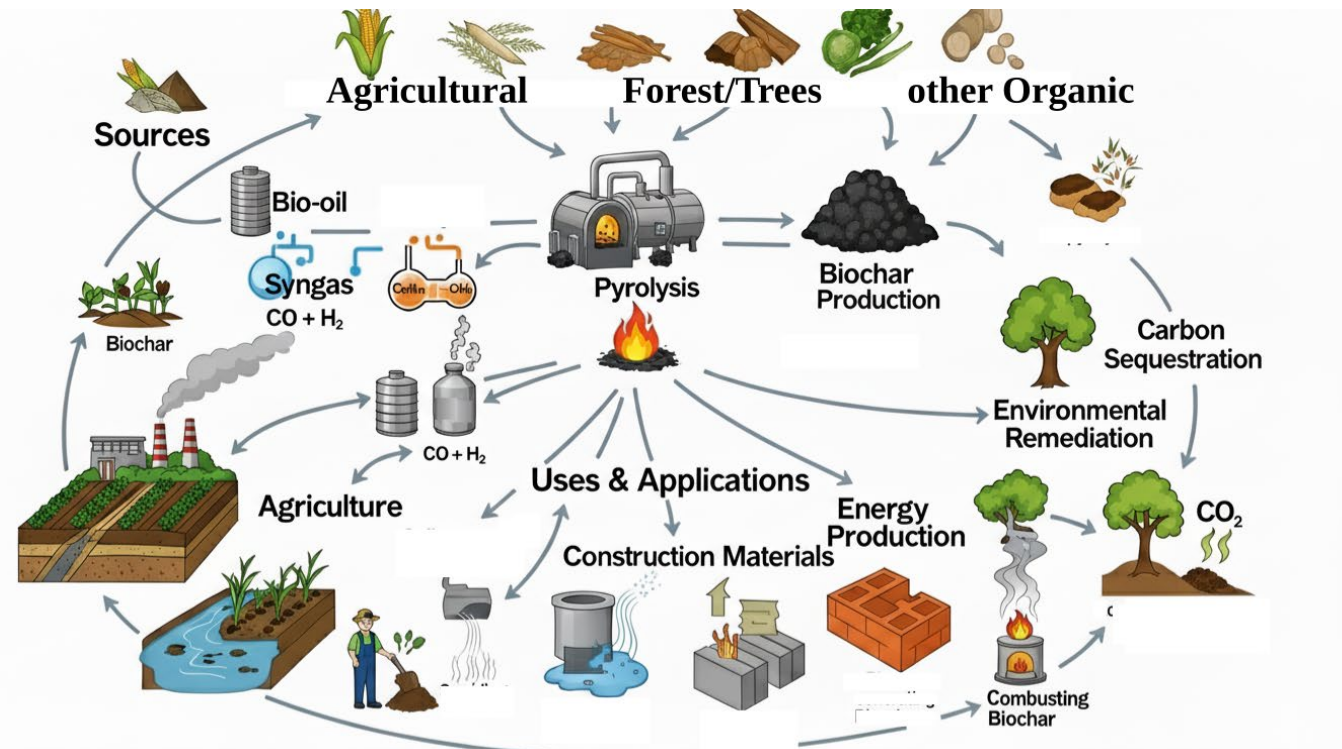 Agricultural
Forest/Trees
other Organic
Sources
Bio-oil
Syngas
CO + H₂
Pyrolysis
Biochar
Production
Biochar
Carbon
Sequestration
Environmental
Remediation
CO + H₂
Agriculture
Uses & Applications
Energy
Production
Construction Materials
CO₂
Combusting
Biochar